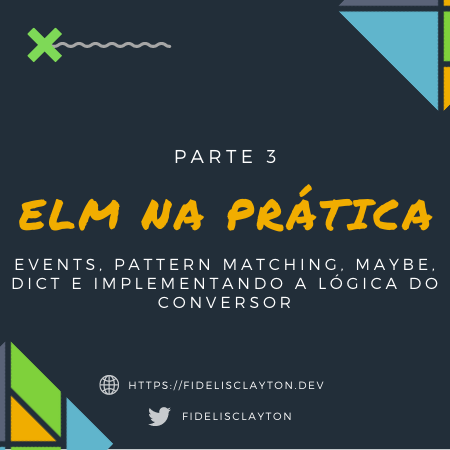 PARTE 3
ELM NA PRÁTICA
EVENTS, PATTERN MATCHING, MAYBE,
DICT E IMPLEMENTANDO A LÓGICA DO
CONVERSOR
HTTPS://FIDELISCLAYTON.DEV
FIDELISCLAYTON